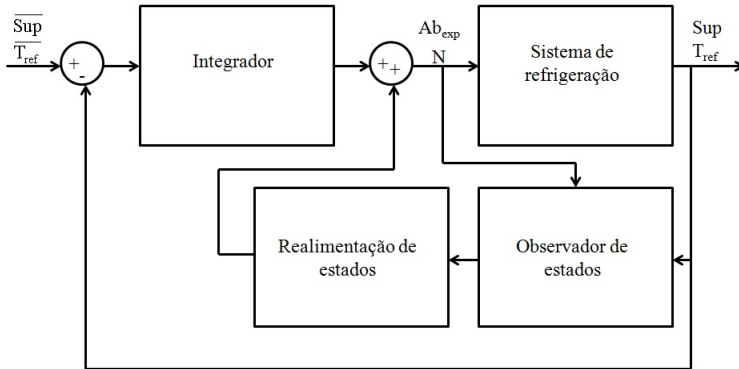 Sup
T_ref
+
-
Integrador
+
+
Ab_exp
N
Sistema de
refrigeração
Sup
T_ref
Realimentação de
estados
Observador de
estados